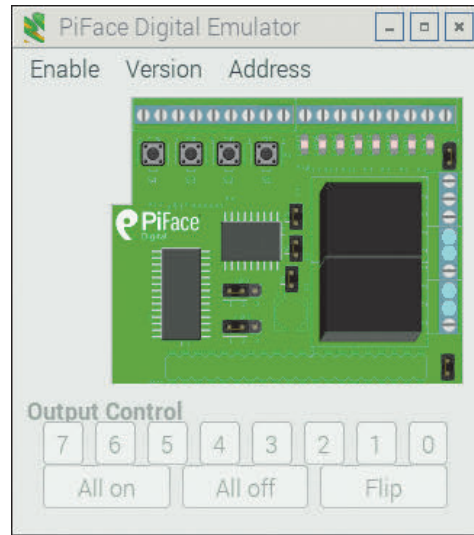 PiFace Digital Emulator
Enable Version Address
PiFace
Digital
Output Control
7 6 5 4 3 2 1 0
All on All off Flip